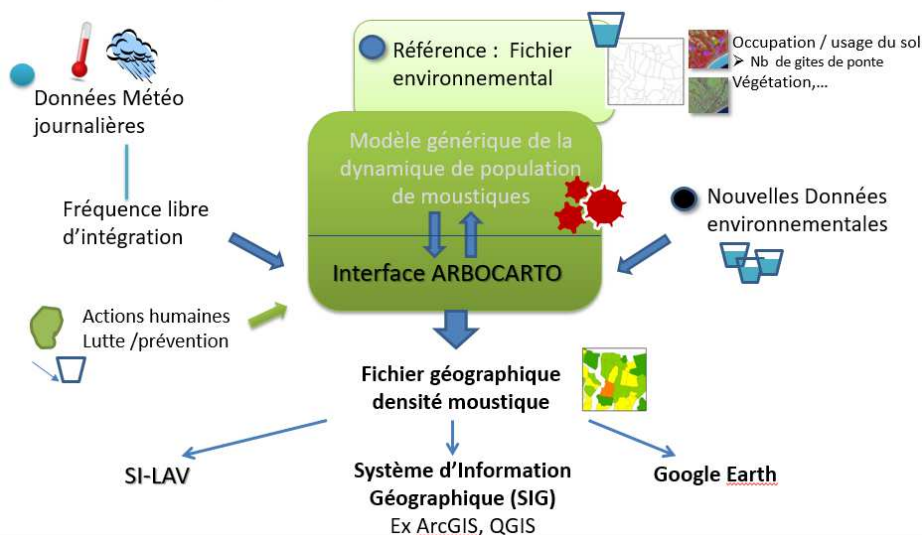 Référence : Fichier
environnemental
Occupation / usage du sol
➢ Nb de gites de ponte
Végétation,…
Données Météo
journalières
Modèle générique de la
dynamique de population
de moustiques
Fréquence libre
d’intégration
Nouvelles Données
environnementales
Interface ARBOCARTO
Actions humaines
Lutte /prévention
Fichier géographique
densité moustique
SI-LAV
Système d’Information
Géographique (SIG)
Ex ArcGIS, QGIS
Google Earth